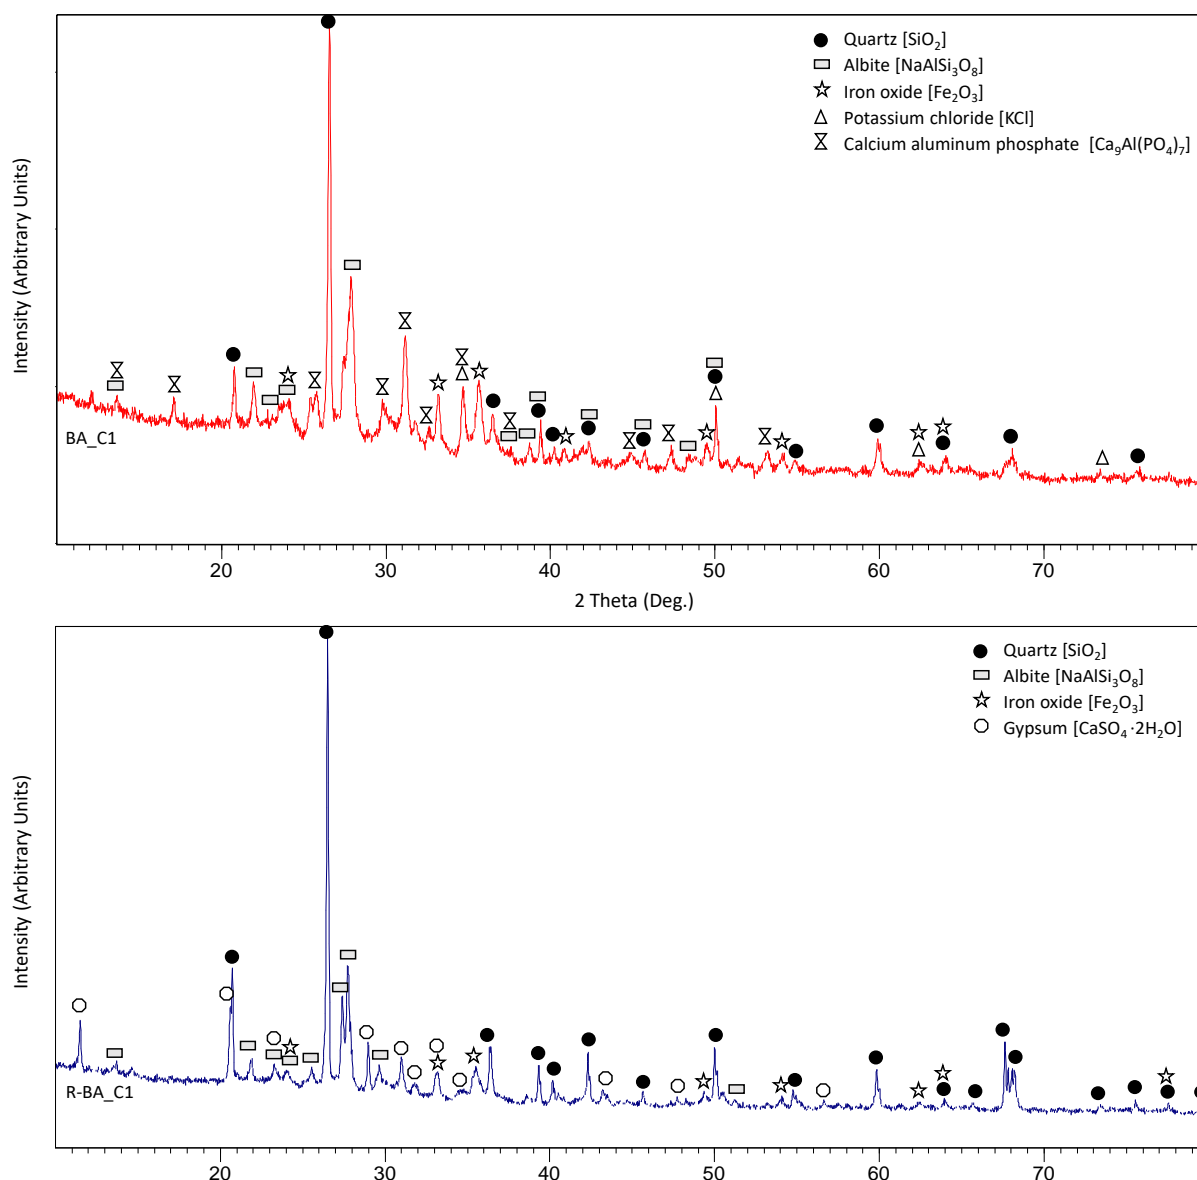 Quartz [SiO₂]
Albite [NaAlSi₃O₈]
Iron oxide [Fe₂O₃]
Potassium chloride [KCl]
Calcium aluminum phosphate [Ca₉Al(PO₄)₇]
Intensity (Arbitrary Units)
BA_C1
20 30 40 50 60 70
2 Theta (Deg.)
Quartz [SiO₂]
Albite [NaAlSi₃O₈]
Iron oxide [Fe₂O₃]
Gypsum [CaSO₄·2H₂O]
Intensity (Arbitrary Units)
R-BA_C1
20 30 40 50 60 70